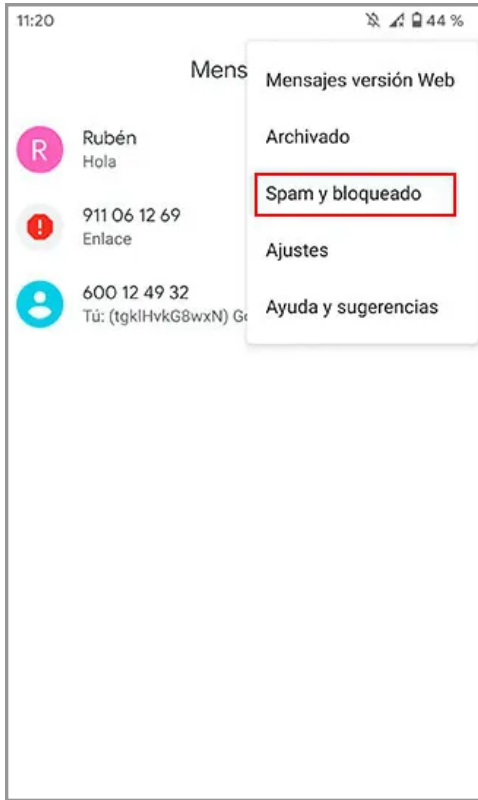 11:20
44 %
Mens
Mensajes versión Web
Archivado
Spam y bloqueado
Ajustes
Ayuda y sugerencias
R
Rubén
Hola
911 06 12 69
Enlace
600 12 49 32
Tú: (tgklHvkG8wxN)